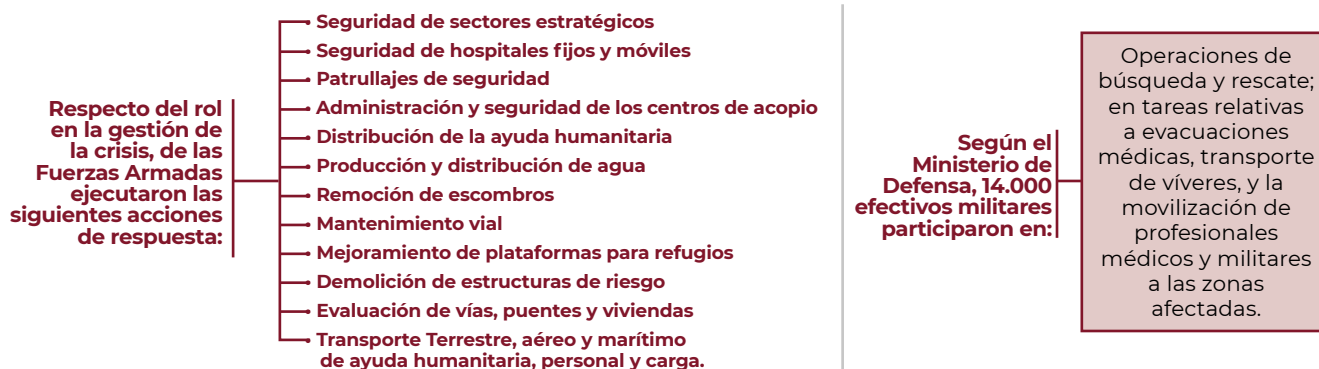 Respecto del rol
en la gestión de
la crisis, de las
Fuerzas Armadas
ejecutaron las
siguientes acciones
de respuesta:
Seguridad de sectores estratégicos
Seguridad de hospitales fijos y móviles
Patrullajes de seguridad
Administración y seguridad de los centros de acopio
Distribución de la ayuda humanitaria
Producción y distribución de agua
Remoción de escombros
Mantenimiento vial
Mejoramiento de plataformas para refugios
Demolición de estructuras de riesgo
Evaluación de vías, puentes y viviendas
Transporte Terrestre, aéreo y marítimo
de ayuda humanitaria, personal y carga.
Según el
Ministerio de
Defensa, 14.000
efectivos militares
participaron en:
Operaciones de
búsqueda y rescate;
en tareas relativas
a evacuaciones
médicas, transporte
de víveres, y la
movilización de
profesionales
médicos y militares
a las zonas
afectadas.